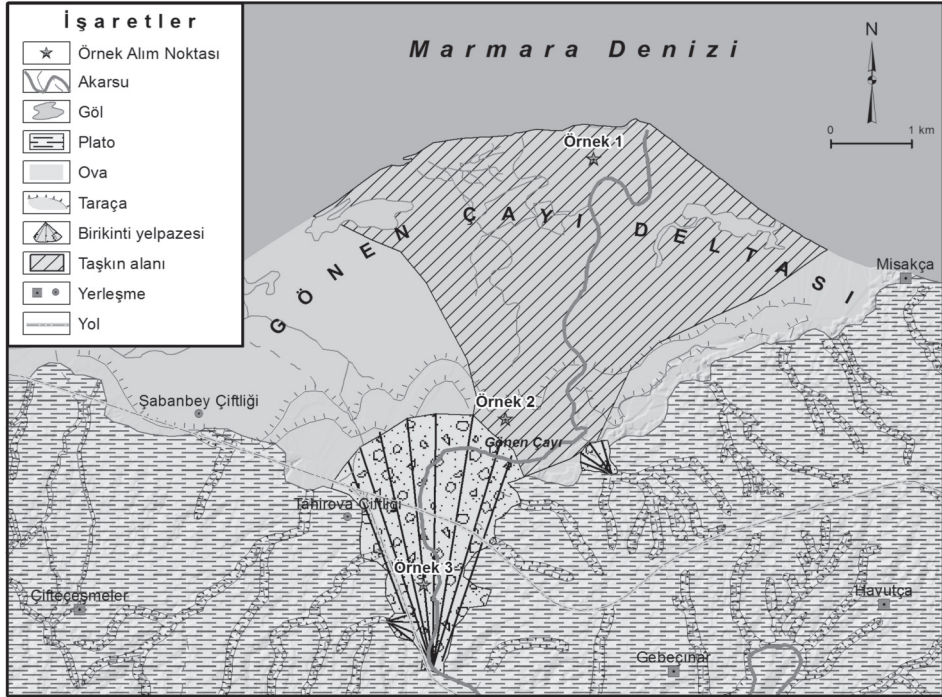 İşaretler
Örnek Alım Noktası
Akarsu
Göl
Plato
Ova
Taraça
Birikinti yelpazesi
Taşkın alanı
Yerleşme
Yol
Marmara Denizi
N
0 1 km
Örnek 1
GÖNEN ÇAYI DELTASI
Misakça
Şabanbey Çiftliği
Örnek 2
Gönen Çayı
Tahirova Çiftliği
Örnek 3
Çifteçeşmeler
Havutça
Gebeçınar